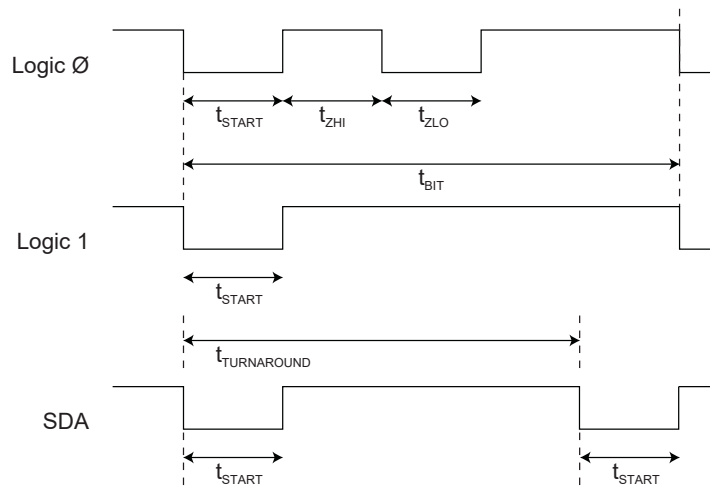 Logic Ø
tSTART
tZHI
tZLO
tBIT
Logic 1
tSTART
tTURNAROUND
SDA
tSTART
tSTART